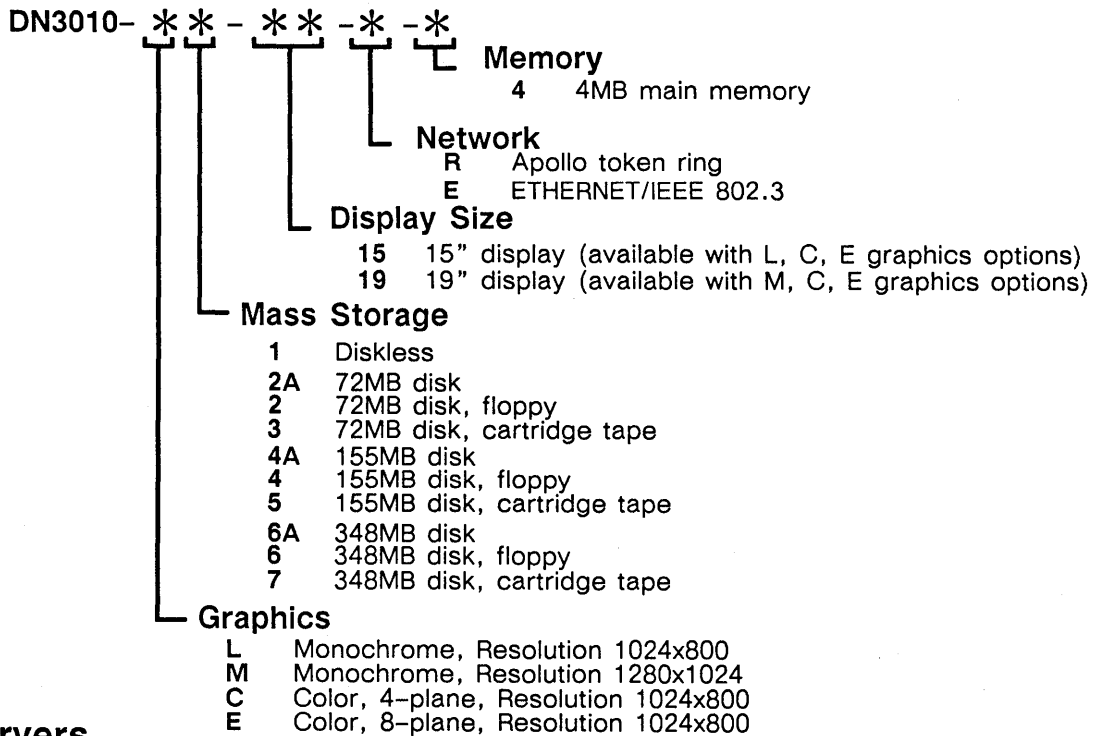 DN3010- ** - ** -* -*
Memory
4 4MB main memory
Network
R Apollo token ring
E ETHERNET/IEEE 802.3
Display Size
15 15" display (available with L, C, E graphics options)
19 19" display (available with M, C, E graphics options)
Mass Storage
1 Diskless
2A 72MB disk
2 72MB disk, floppy
3 72MB disk, cartridge tape
4A 155MB disk
4 155MB disk, floppy
5 155MB disk, cartridge tape
6A 348MB disk
6 348MB disk, floppy
7 348MB disk, cartridge tape
Graphics
L Monochrome, Resolution 1024x800
M Monochrome, Resolution 1280x1024
C Color, 4-plane, Resolution 1024x800
E Color, 8-plane, Resolution 1024x800